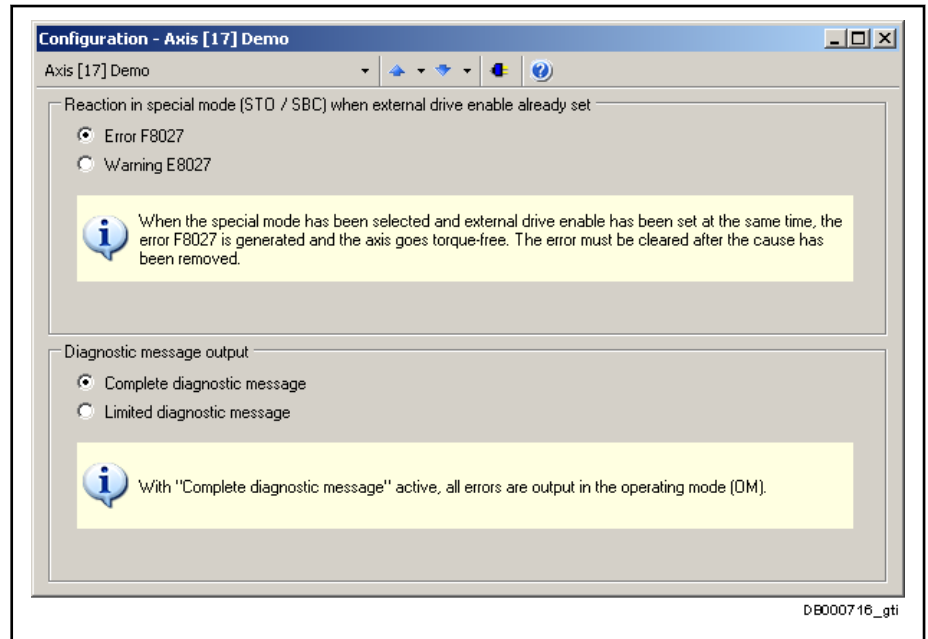 Configuration - Axis [17] Demo
Axis [17] Demo
Reaction in special mode (STO / SBC) when external drive enable already set
Error F8027
Warning E8027
When the special mode has been selected and external drive enable has been set at the same time, the
error F8027 is generated and the axis goes torque-free. The error must be cleared after the cause has
been removed.
Diagnostic message output
Complete diagnostic message
Limited diagnostic message
With "Complete diagnostic message" active, all errors are output in the operating mode (OM).
DB000716_gti